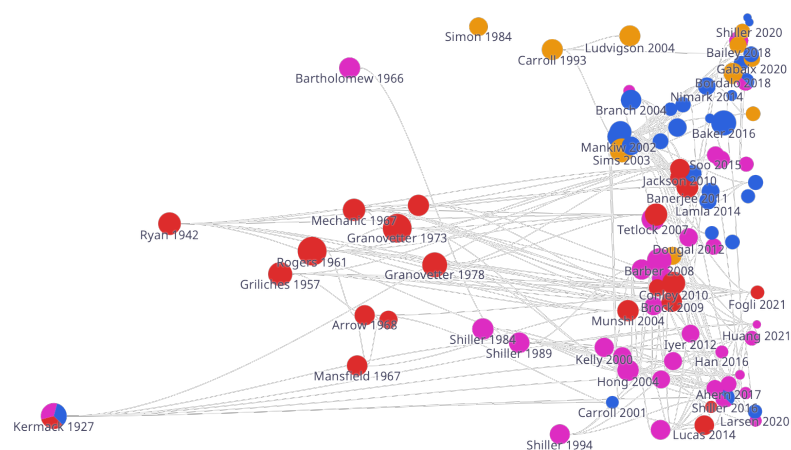 Shiller 2020
Simon 1984
Ludvigson 2004
Carroll 1993
Bailey 2018
Gabaix 2020
Bartholomew 1966
Bordalo 2018
Nimark 2014
Branch 2004
Baker 2016
Mankiw 2002
Sims 2003
Soo 2015
Jackson 2010
Banerjee 2011
Lamla 2014
Mechanic 1967
Tetlock 2007
Ryan 1942
Granovetter 1973
Dougal 2012
Rogers 1961
Barber 2008
Granovetter 1978
Griliches 1957
Conley 2010
Fogli 2021
Brock 2009
Munshi 2004
Arrow 1968
Shiller 1984
Huang 2021
Iyer 2012
Shiller 1989
Kelly 2000
Han 2016
Mansfield 1967
Hong 2004
Ahern 2017
Carroll 2001
Shiller
Larsen 2020
Kermack 1927
Lucas 2014
Shiller 1994